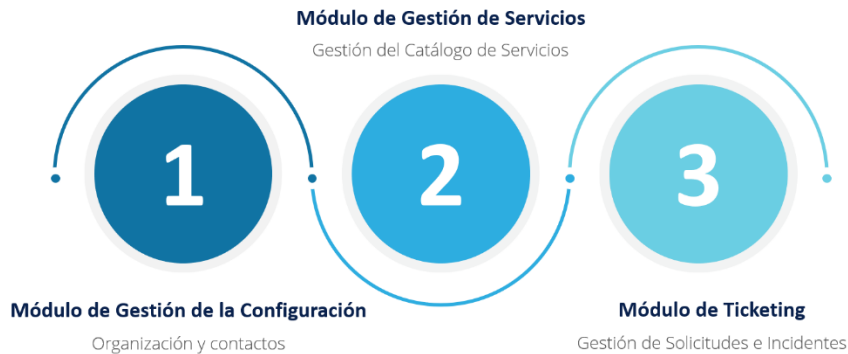 Módulo de Gestión de Servicios
Gestión del Catálogo de Servicios
1
2
3
Módulo de Gestión de la Configuración
Organización y contactos
Módulo de Ticketing
Gestión de Solicitudes e Incidentes